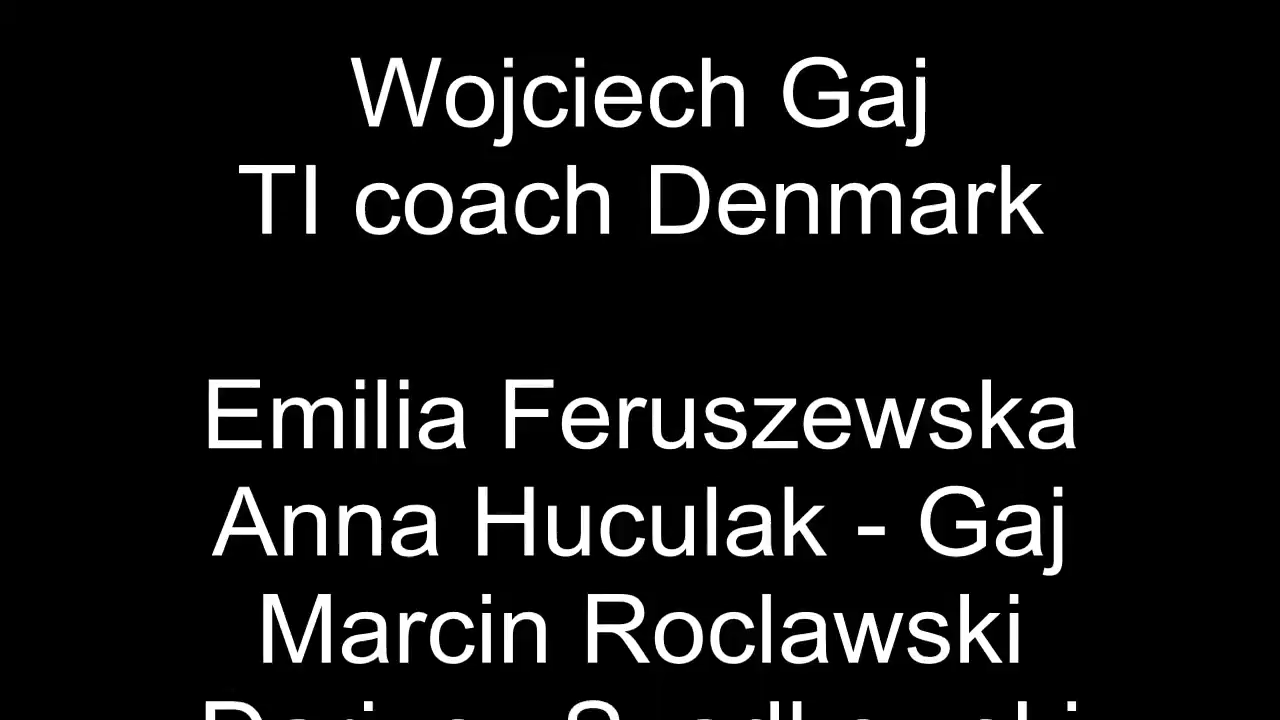 Wojciech Gaj
TI coach Denmark
Emilia Feruszewska
Anna Huculak - Gaj
Marcin Roclawski